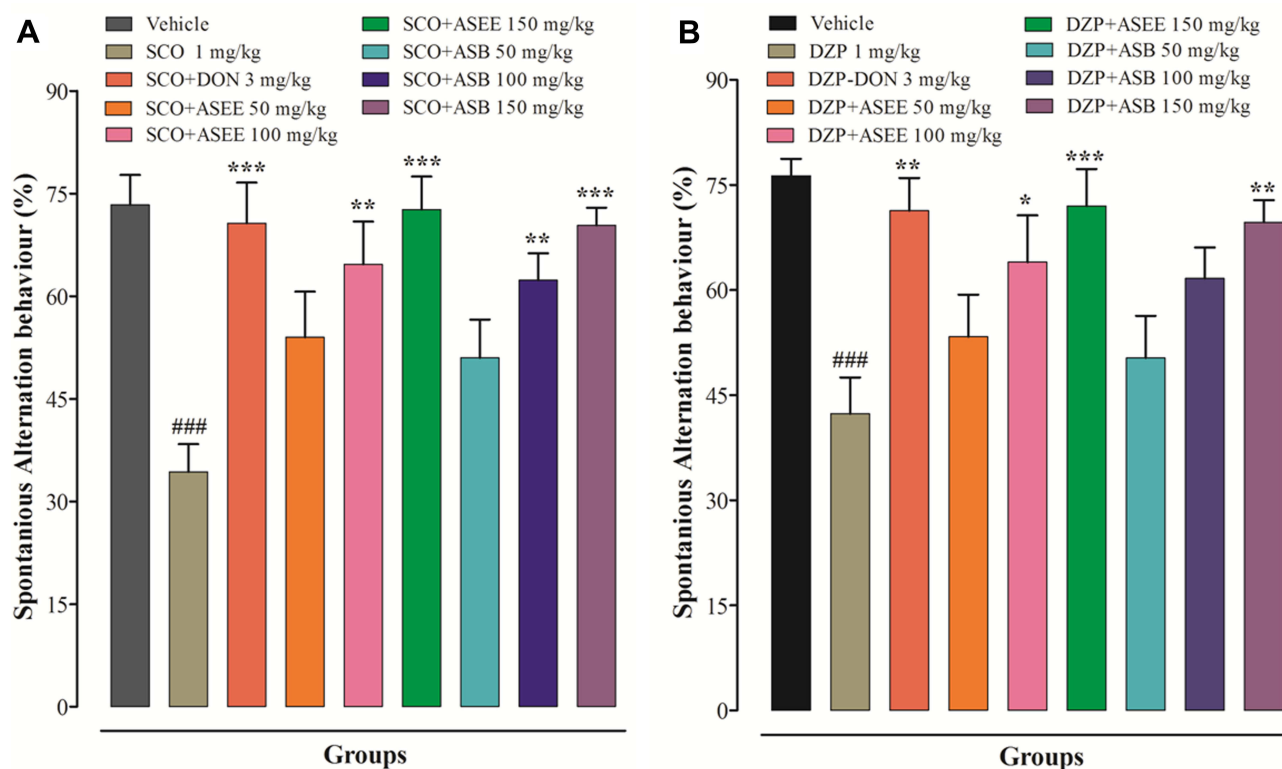 A
Vehicle
SCO 1 mg/kg
SCO+DON 3 mg/kg
SCO+ASEE 50 mg/kg
SCO+ASEE 100 mg/kg
SCO+ASEE 150 mg/kg
SCO+ASB 50 mg/kg
SCO+ASB 100 mg/kg
SCO+ASB 150 mg/kg
Spontanious Alternation behaviour (%)
90
75
60
45
30
15
0
###
***
**
***
**
***
Groups
B
Vehicle
DZP 1 mg/kg
DZP-DON 3 mg/kg
DZP+ASEE 50 mg/kg
DZP+ASEE 100 mg/kg
DZP+ASEE 150 mg/kg
DZP+ASB 50 mg/kg
DZP+ASB 100 mg/kg
DZP+ASB 150 mg/kg
Spontanious Alternation behaviour (%)
90
75
60
45
30
15
0
###
**
*
***
**
Groups